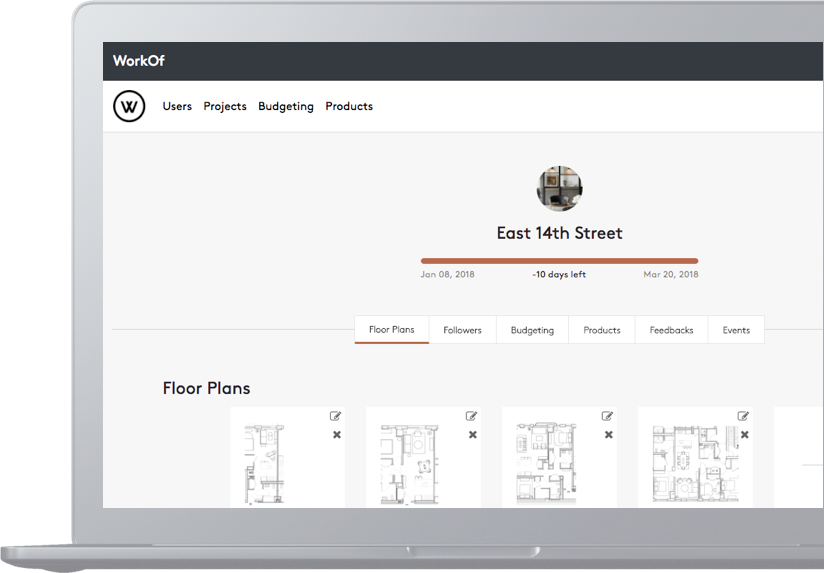 WorkOf
W Users Projects Budgeting Products
East 14th Street
Jan 08, 2018 -10 days left Mar 20, 2018
Floor Plans Followers Budgeting Products Feedbacks Events
Floor Plans